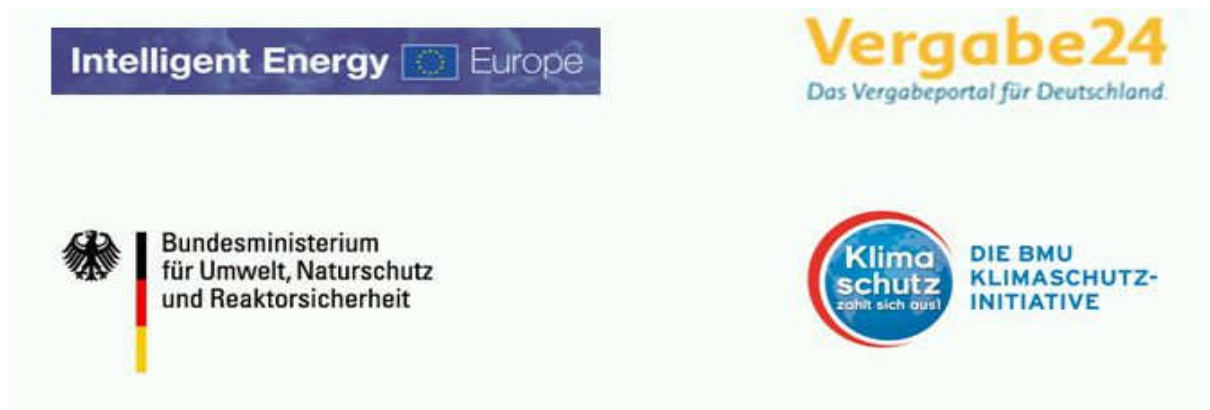 Intelligent Energy Europe
Vergabe24
Das Vergabeportal für Deutschland.
Bundesministerium
für Umwelt, Naturschutz
und Reaktorsicherheit
Klima
schutz
zahlt sich aus!
DIE BMU
KLIMASCHUTZ-
INITIATIVE